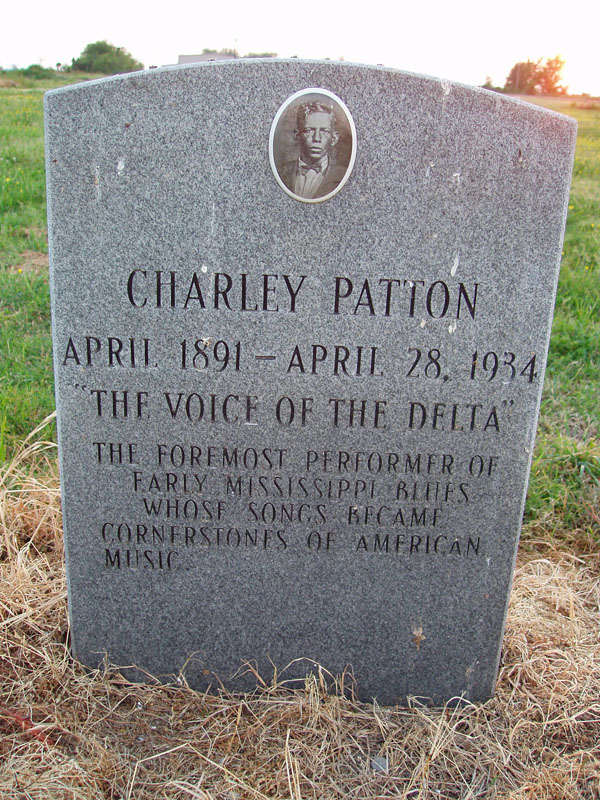 CHARLEY PATTON
APRIL 1891 – APRIL 28, 1934
"THE VOICE OF THE DELTA"
THE FOREMOST PERFORMER OF
EARLY MISSISSIPPI BLUES
WHOSE SONGS BECAME
CORNERSTONES OF AMERICAN
MUSIC.